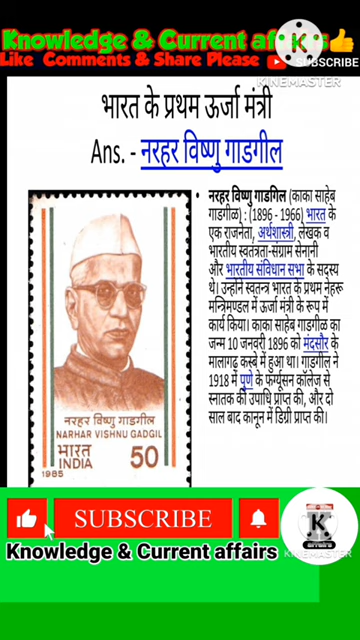 Knowledge & Current affairs
Like Comments & Share Please
SUBSCRIBE
K
KINEMASTER
भारत के प्रथम ऊर्जा मंत्री
Ans. - नरहर विष्णु गाडगील
नरहर विष्णु गाडगिल (काका साहेब
गाडगीळ) : (1896 - 1966) भारत के
एक राजनेता, अर्थशास्त्री, लेखक व
भारतीय स्वतंत्रता-संग्राम सेनानी
और भारतीय संविधान सभा के सदस्य
थे। उन्होंने स्वतन्त्र भारत के प्रथम नेहरू
मन्त्रिमण्डल में ऊर्जा मंत्री के रूप में
कार्य किया। काका साहेब गाडगीळ का
जन्म 10 जनवरी 1896 को मंदसौर के
मालागढ़ कस्बे में हुआ था। गाडगील ने
1918 में पुणे के फर्ग्यूसन कॉलेज से
स्नातक की उपाधि प्राप्त की, और दो
साल बाद कानून में डिग्री प्राप्त की।
नरहर विष्णु गाडगील
NARHAR VISHNU GADGIL
भारत
INDIA 50
1985
SUBSCRIBE
Knowledge & Current affairs
K
affairs
KINEMASTER